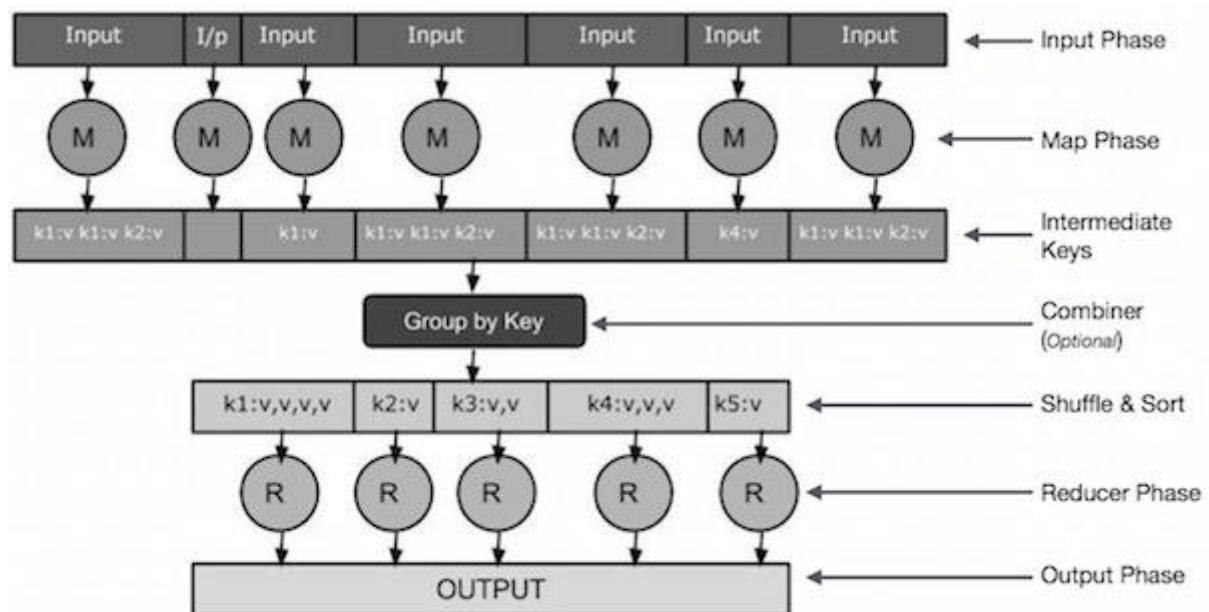 Input I/p Input Input Input Input Input
Input Phase
M M M M M M M
Map Phase
k1:v k1:v k2:v k1:v k1:v k1:v k2:v k1:v k1:v k2:v k4:v k1:v k1:v k2:v
Intermediate
Keys
Group by Key
Combiner
(Optional)
k1:v,v,v,v k2:v k3:v,v k4:v,v,v k5:v
Shuffle & Sort
R R R R R
Reducer Phase
OUTPUT
Output Phase